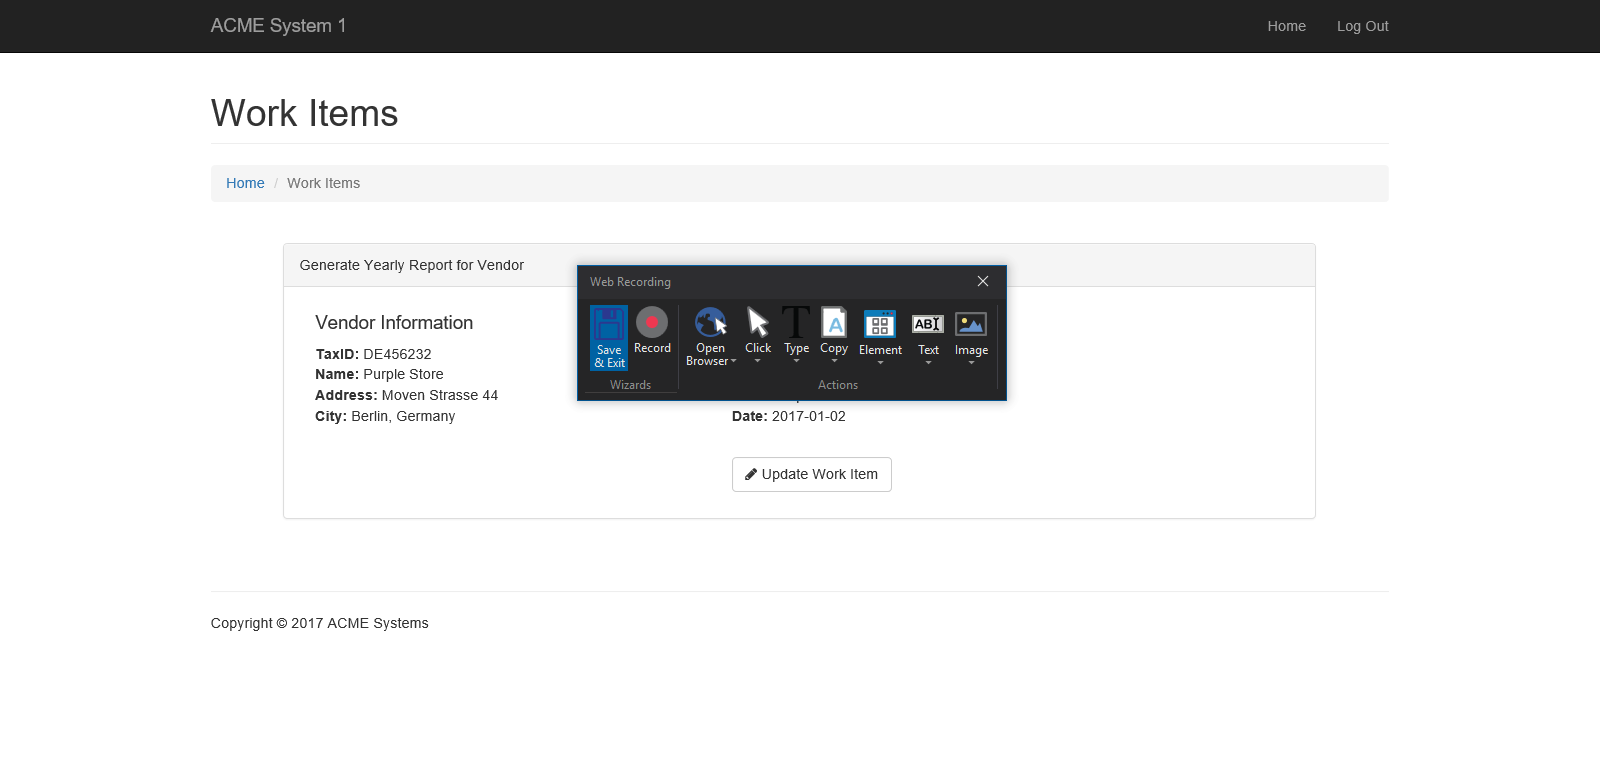 ACME System 1
Home
Log Out
Work Items
Home / Work Items
Generate Yearly Report for Vendor
Web Recording
Save & Exit
Record
Wizards
Open Browser
Click
Type
Copy
Element
Text
Image
Actions
Vendor Information
TaxID: DE456232
Name: Purple Store
Address: Moven Strasse 44
City: Berlin, Germany
Date: 2017-01-02
Update Work Item
Copyright © 2017 ACME Systems